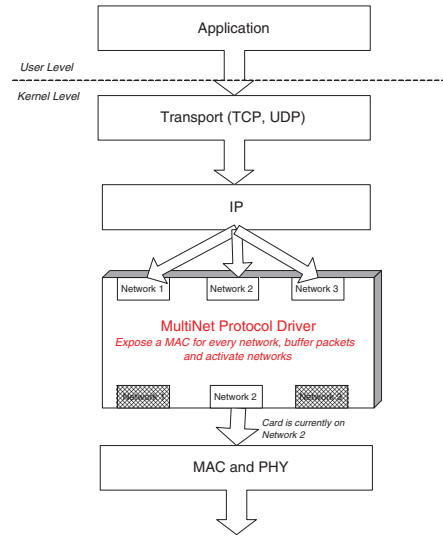 Application
User Level
Kernel Level
Transport (TCP, UDP)
IP
Network 1 Network 2 Network 3
MultiNet Protocol Driver
Expose a MAC for every network, buffer packets
and activate networks
Network 1 Network 2 Network 3
Card is currently on
Network 2
MAC and PHY